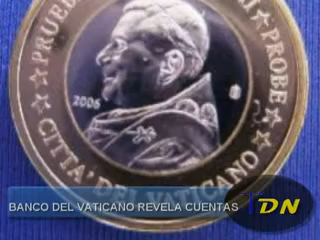 PRUEB
I
PROBE
2006
CITTA' DEL VATICANO
BANCO DEL VATICANO REVELA CUENTAS
DN